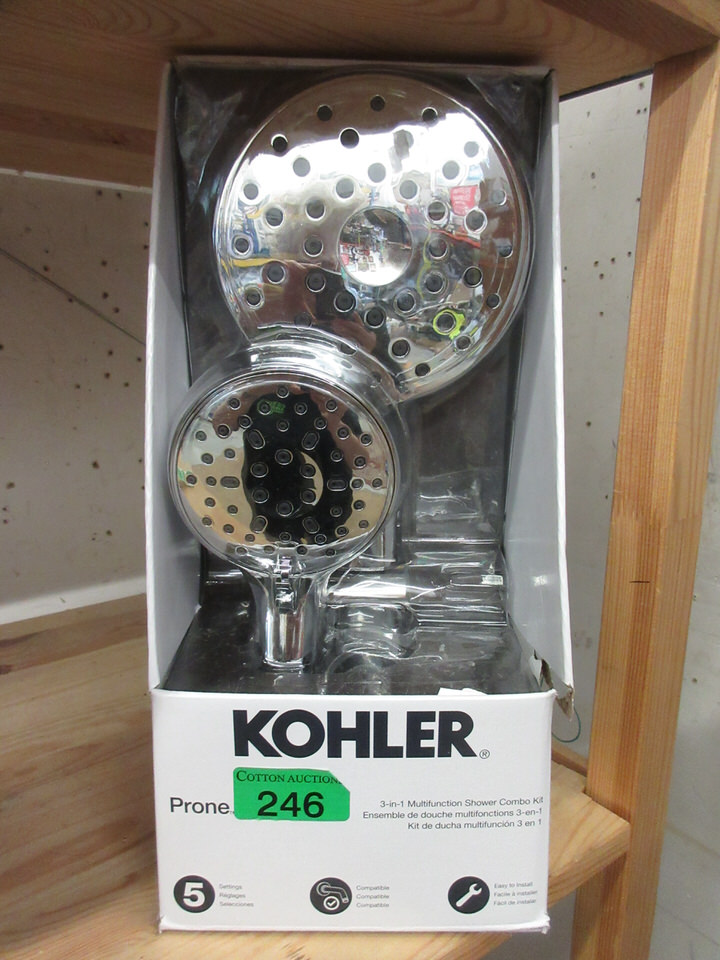 KOHLER®
COTTON AUCTION
246
Prone
3-in-1 Multifunction Shower Combo Kit
Ensemble de douche multifonctions 3-en-1
Kit de ducha multifunción 3 en 1
5
Settings
Réglages
Selecciones
Compatible
Compatible
Compatible
Easy to Install
Facile à installer
Fácil de instalar